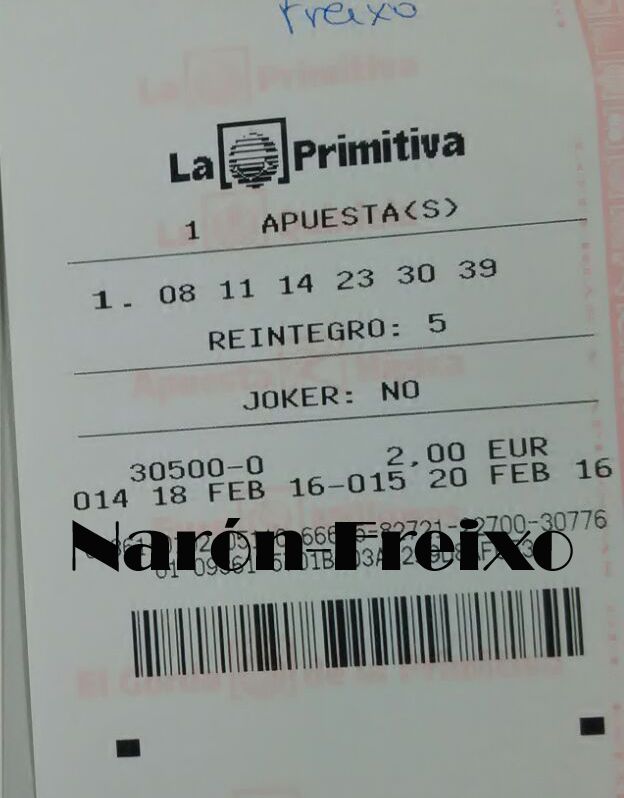 Freixo
La Primitiva
1 APUESTA(S)
1. 08 11 14 23 30 39
REINTEGRO: 5
JOKER: NO
30500-0 2,00 EUR
014 18 FEB 16-015 20 FEB 16
Narón-Freixo